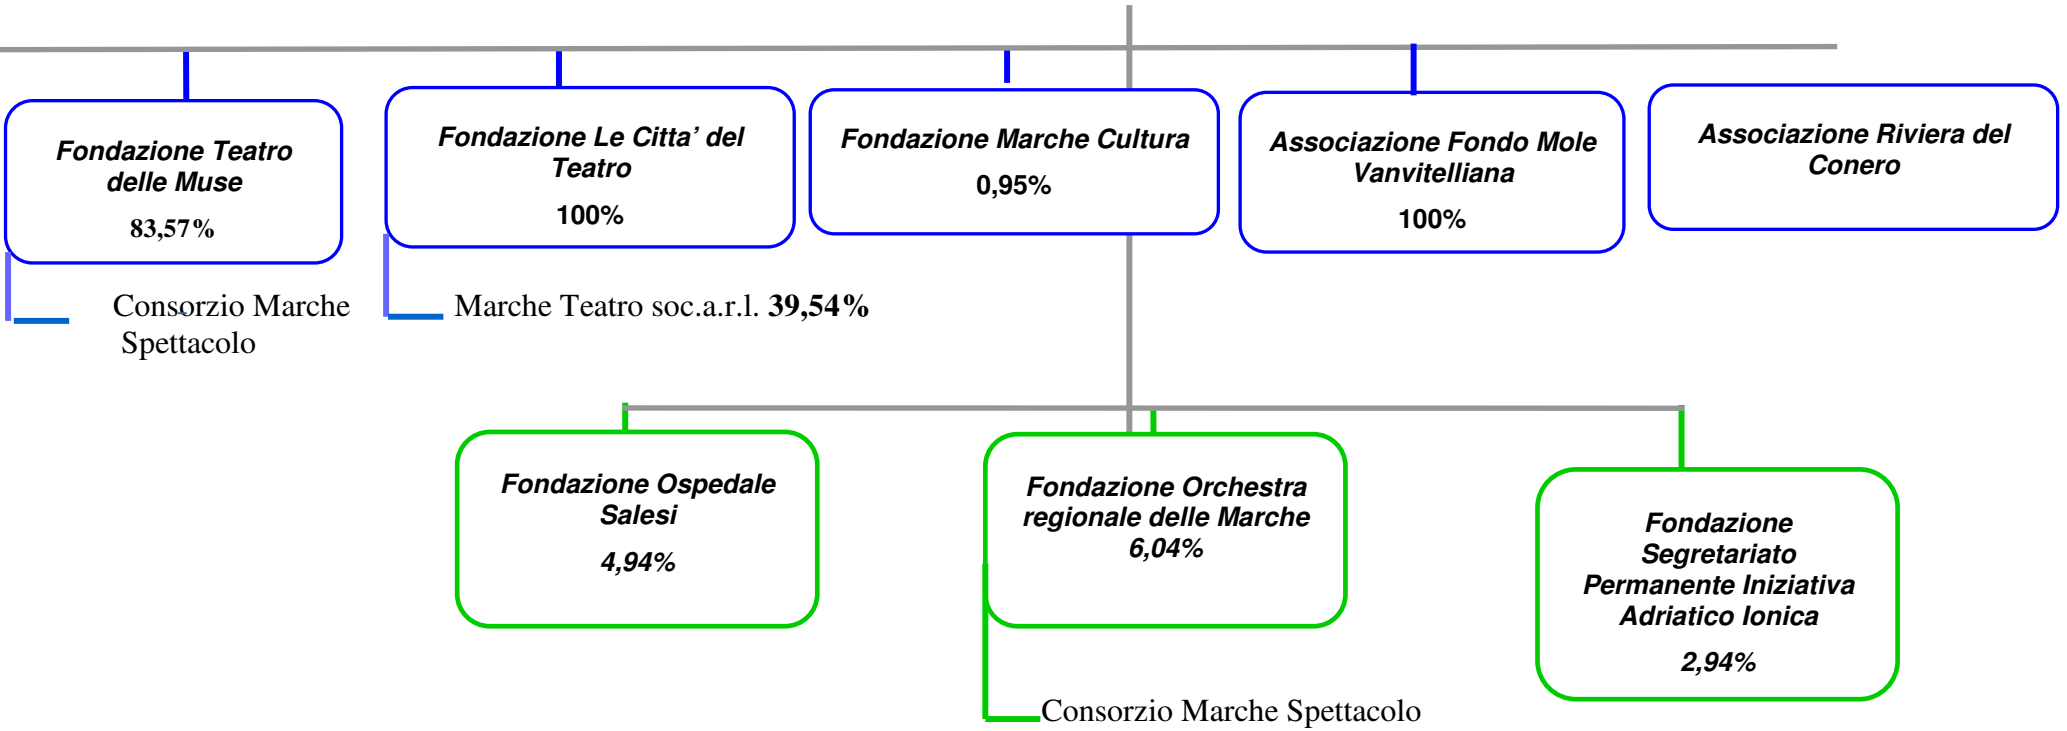 Fondazione Teatro
delle Muse
83,57%
Fondazione Le Citta’ del
Teatro
100%
Fondazione Marche Cultura
0,95%
Associazione Fondo Mole
Vanvitelliana
100%
Associazione Riviera del
Conero
Consorzio Marche
Spettacolo
Marche Teatro soc.a.r.l. 39,54%
Fondazione Ospedale
Salesi
4,94%
Fondazione Orchestra
regionale delle Marche
6,04%
Fondazione
Segretariato
Permanente Iniziativa
Adriatico Ionica
2,94%
Consorzio Marche Spettacolo